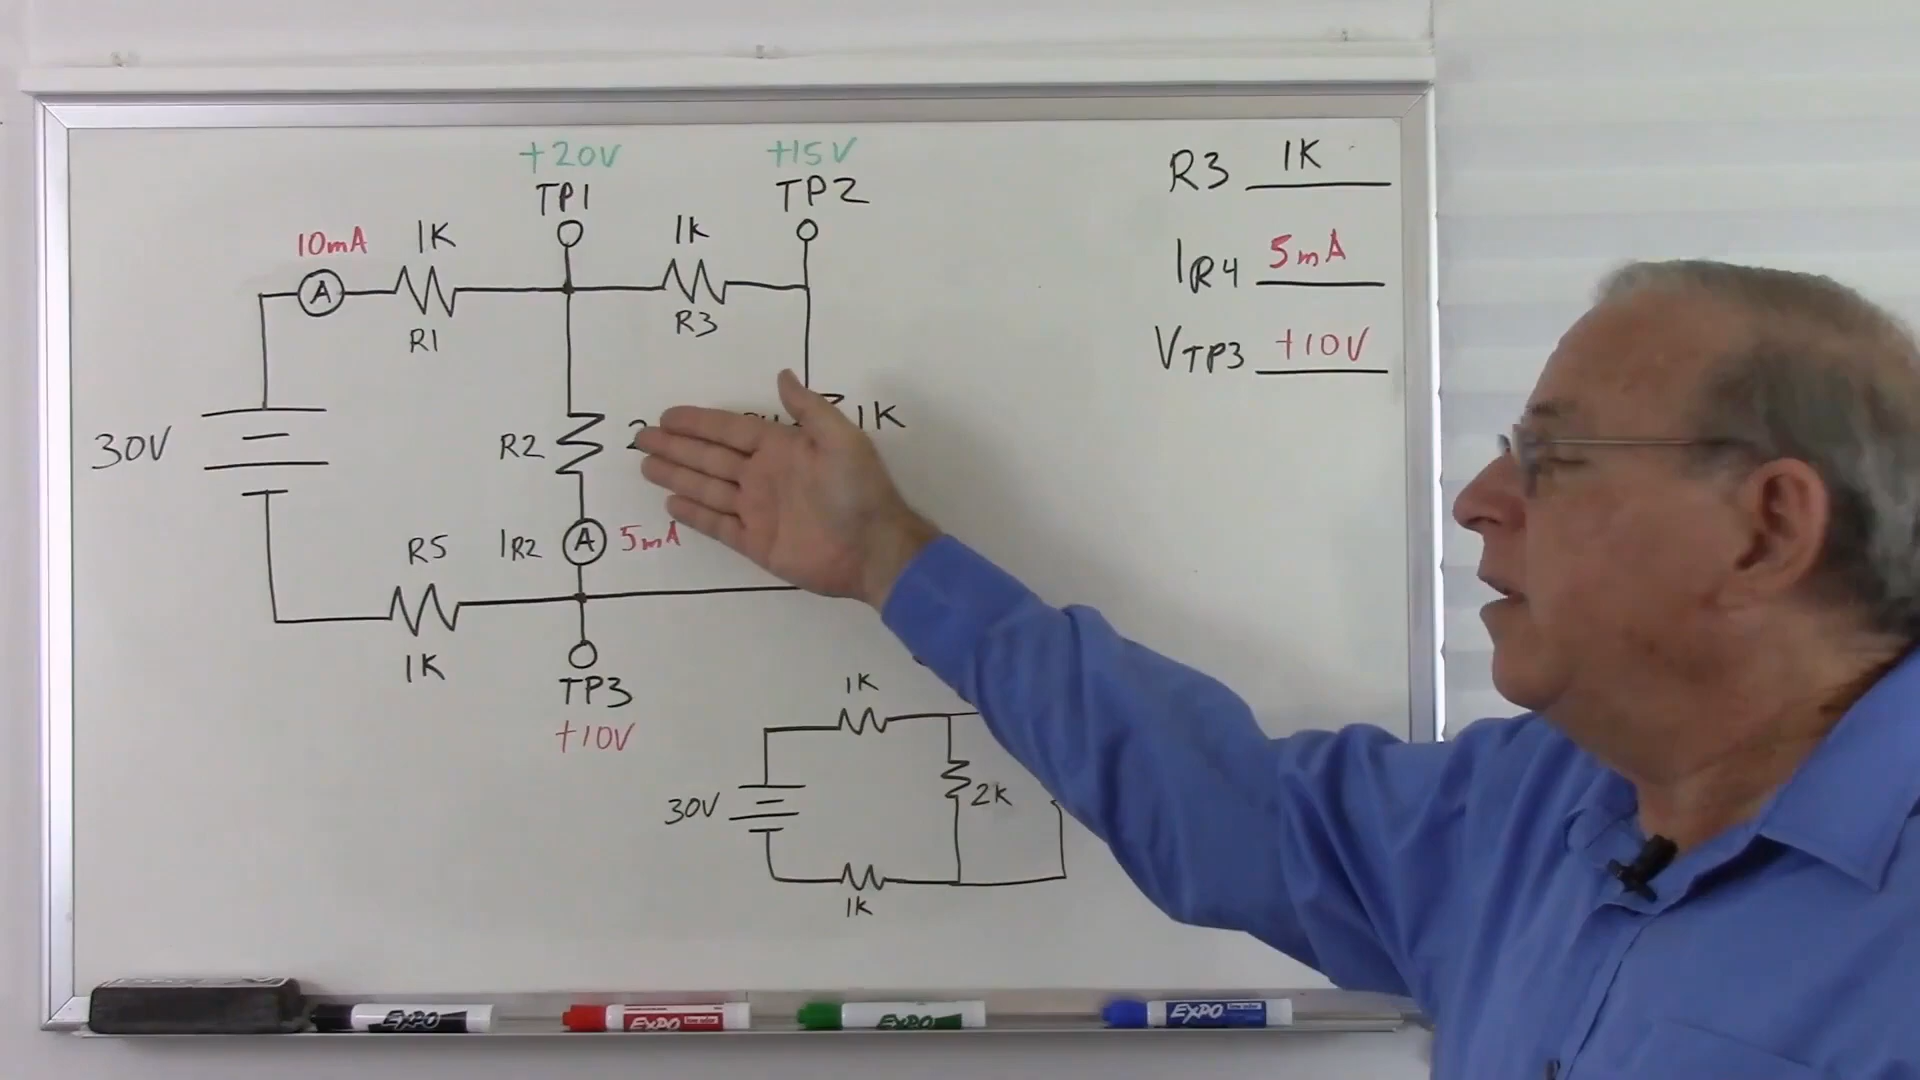 +20V
+15V
TP1
TP2
10mA
1K
1K
A
R1
R3
30V
R2
1K
R5
IR2
A
5mA
1K
TP3
+10V
R3 1K
IR4 5mA
VTP3 +10V
1K
30V
2K
1K
EXPO
EXPO
EXPO
EXPO